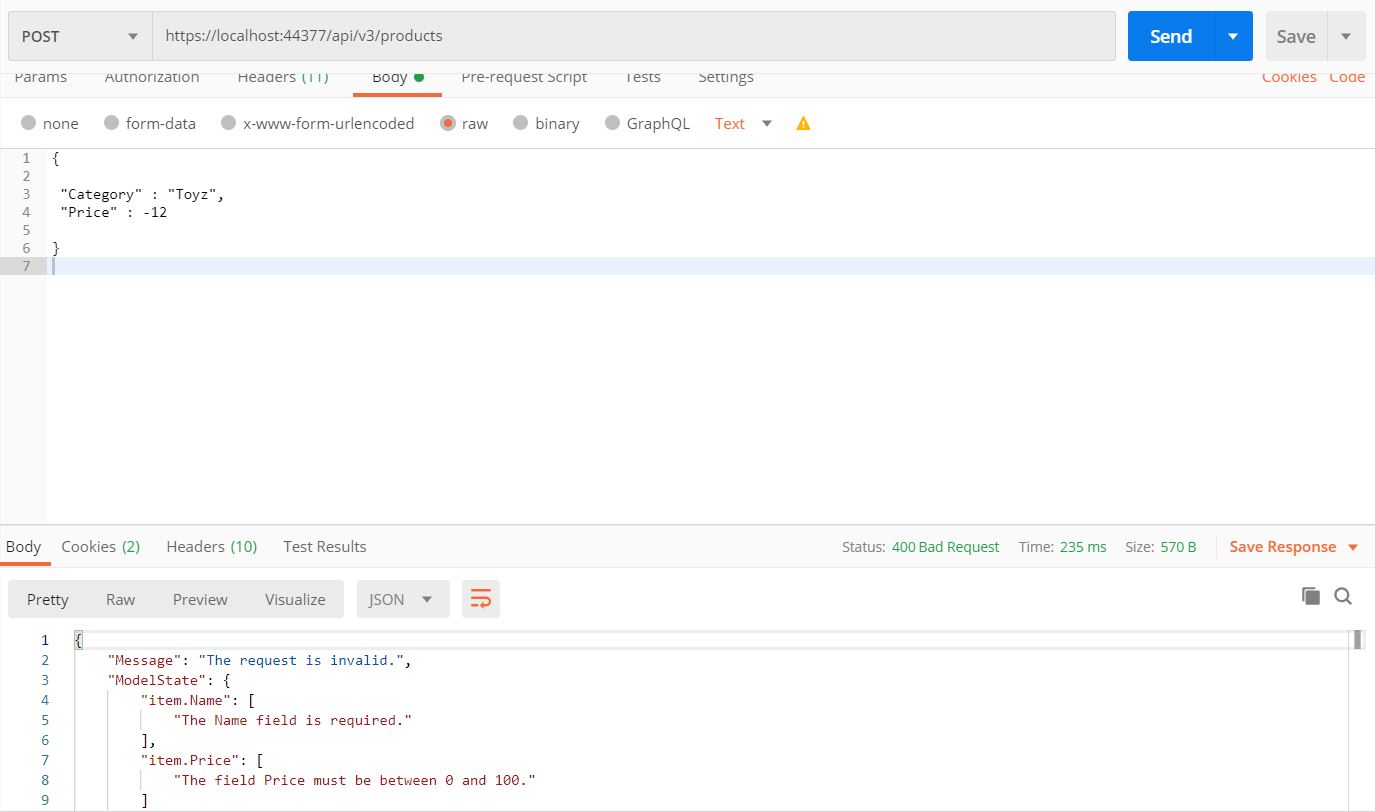 POST https://localhost:44377/api/v3/products Send Save
Params Authorization Headers (11) Body Pre-request Script Tests Settings Cookies Code
none form-data x-www-form-urlencoded raw binary GraphQL Text
1 {
2
3 "Category" : "Toyz",
4 "Price" : -12
5
6 }
7
Body Cookies (2) Headers (10) Test Results Status: 400 Bad Request Time: 235 ms Size: 570 B Save Response
Pretty Raw Preview Visualize JSON
1 {
2 "Message": "The request is invalid.",
3 "ModelState": {
4 "item.Name": [
5 "The Name field is required."
6 ],
7 "item.Price": [
8 "The field Price must be between 0 and 100."
9 ]